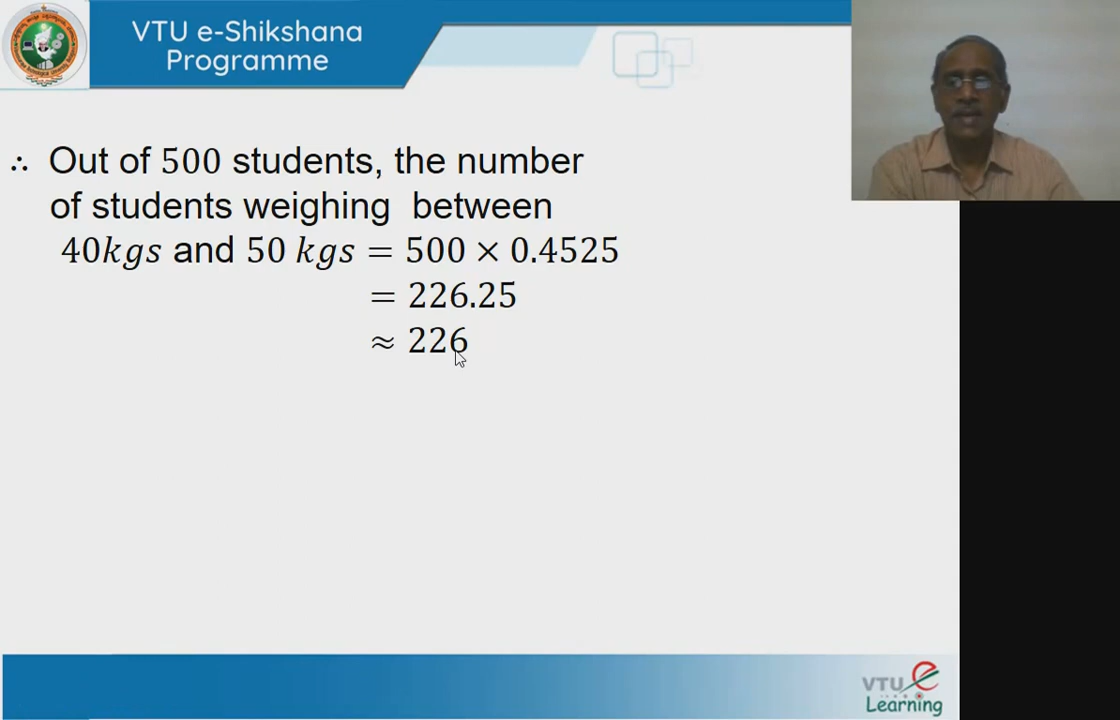 VTU e-Shikshana
Programme
∴ Out of 500 students, the number
of students weighing between
40kgs and 50 kgs = 500 × 0.4525
= 226.25
≈ 226
VTU e
Learning